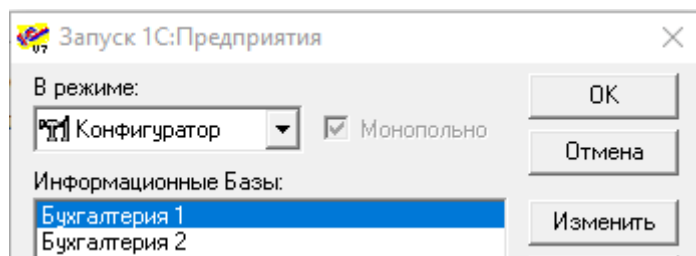 Запуск 1С:Предприятия
В режиме:
OK
Конфигуратор
Монопольно
Отмена
Информационные Базы:
Бухгалтерия 1
Изменить
Бухгалтерия 2